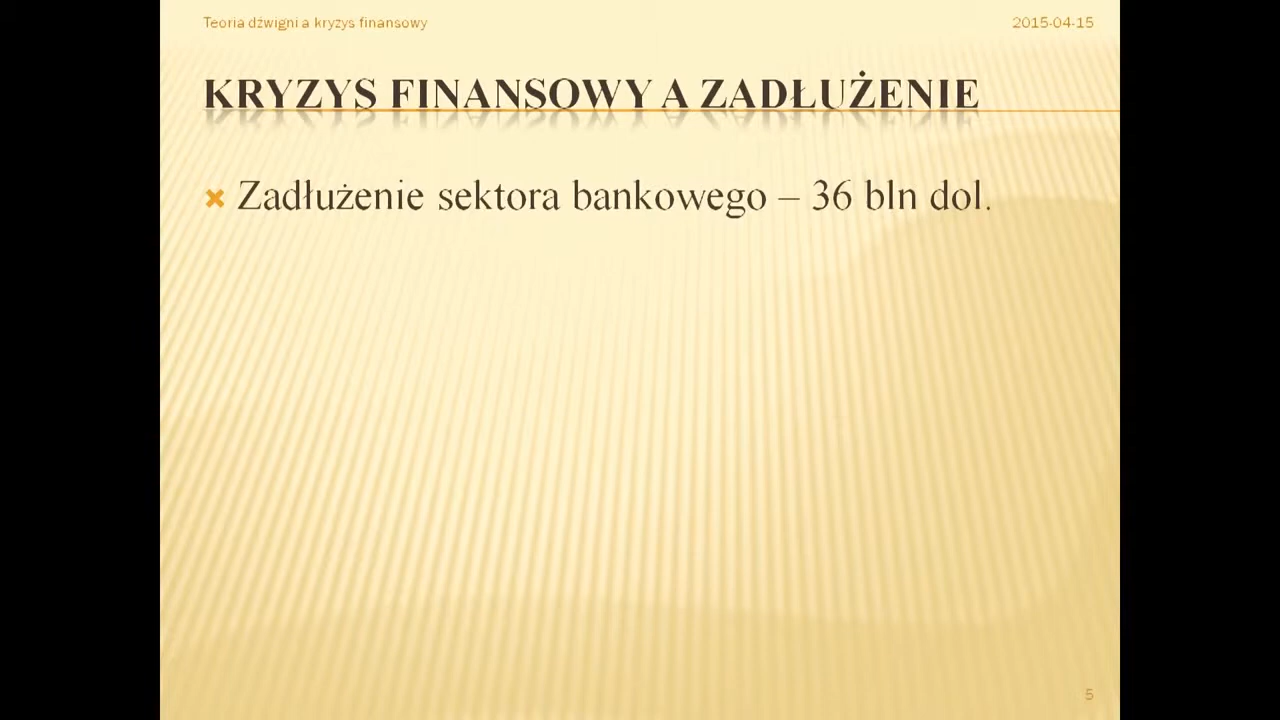 Teoria dźwigni a kryzys finansowy 2015-04-15
KRYZYS FINANSOWY A ZADŁUŻENIE
Zadłużenie sektora bankowego – 36 bln dol.
5